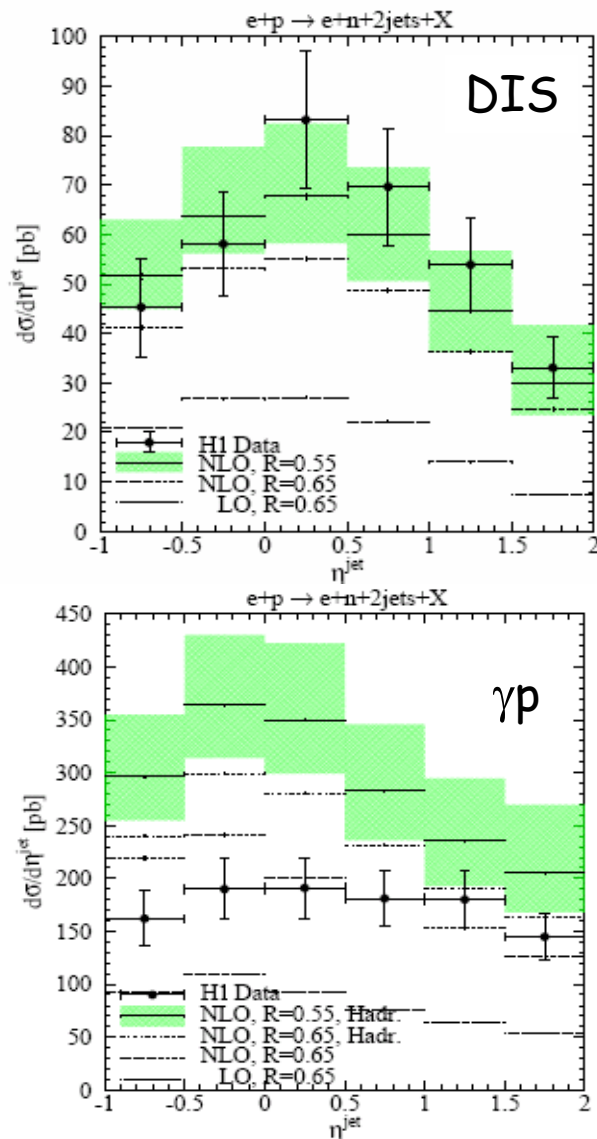 e+p → e+n+2jets+X
100
90
80
70
60
50
40
30
20
10
0
dσ/dη^jet [pb]
DIS
H1 Data
NLO, R=0.55
NLO, R=0.65
LO, R=0.65
-1 -0.5 0 0.5 1 1.5 2
η^jet
e+p → e+n+2jets+X
450
400
350
300
250
200
150
100
50
0
dσ/dη^jet [pb]
γp
H1 Data
NLO, R=0.55, Hadr.
NLO, R=0.65, Hadr.
NLO, R=0.65
LO, R=0.65
-1 -0.5 0 0.5 1 1.5 2
η^jet